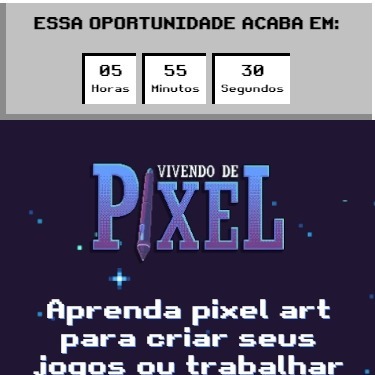 ESSA OPORTUNIDADE ACABA EM:
05 55 30
Horas Minutos Segundos
VIVENDO DE
PIXEL
Aprenda pixel art
para criar seus
jogos ou trabalhar